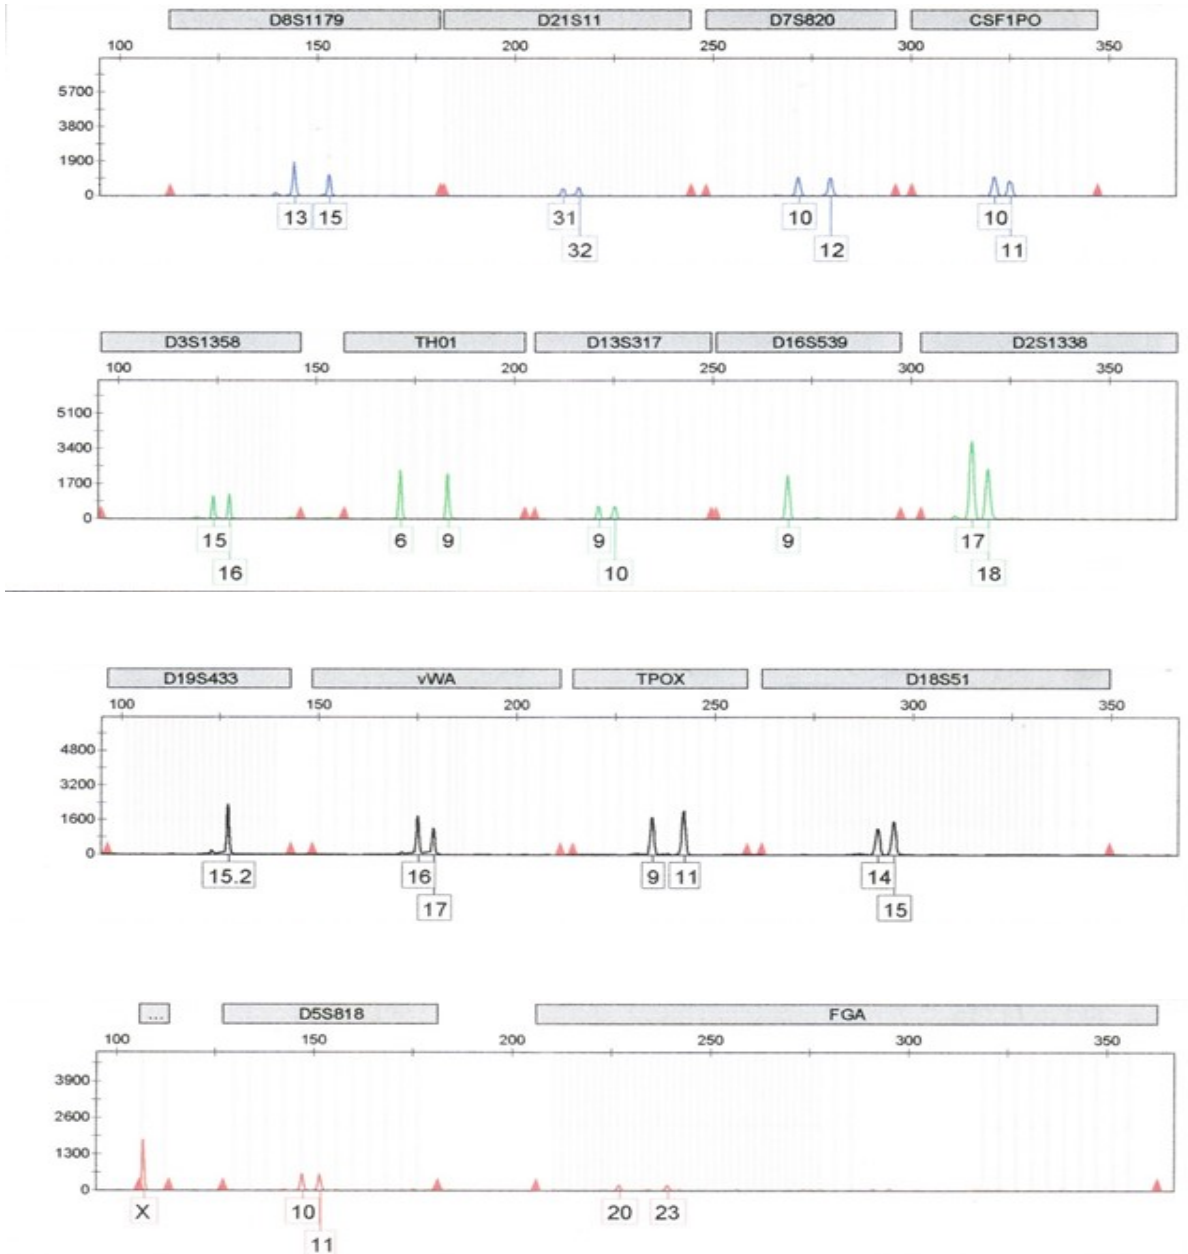 D8S1179 D21S11 D7S820 CSF1PO
100 150 200 250 300 350
5700
3800
1900
0
13 15 31 10 10
32 12 11
D3S1358 TH01 D13S317 D16S539 D2S1338
100 150 200 250 300 350
5100
3400
1700
0
15 6 9 9 9 17
16 10 18
D19S433 vWA TPOX D18S51
100 150 200 250 300 350
4800
3200
1600
0
15.2 16 9 11 14
17 15
... D5S818 FGA
100 150 200 250 300 350
3900
2600
1300
0
X 10 20 23
11